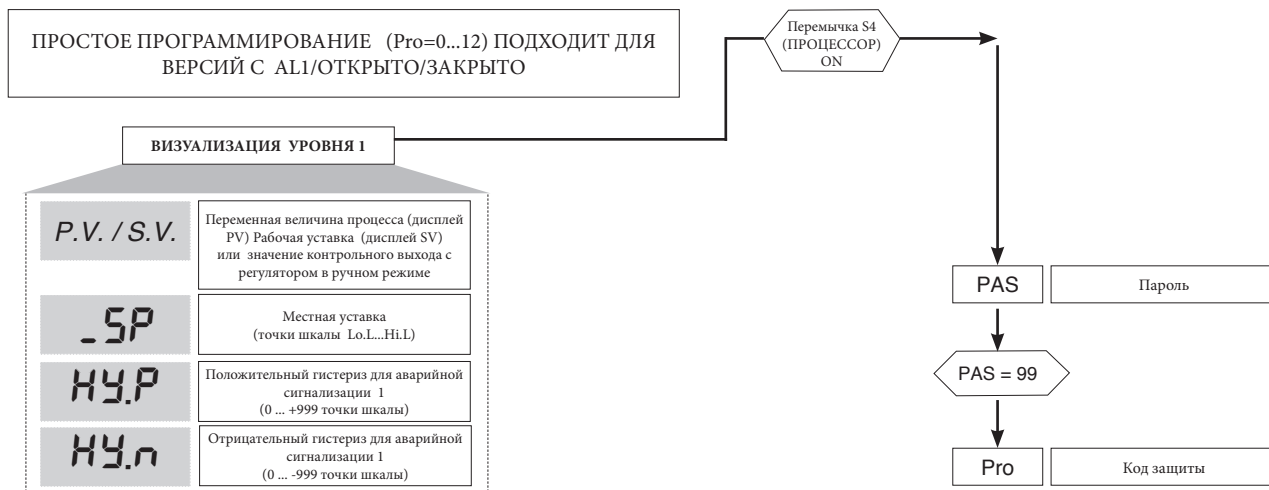 ПРОСТОЕ ПРОГРАММИРОВАНИЕ (Pro=0...12) ПОДХОДИТ ДЛЯ
ВЕРСИЙ С AL1/ОТКРЫТО/ЗАКРЫТО
Перемычка S4
(ПРОЦЕССОР)
ON
ВИЗУАЛИЗАЦИЯ УРОВНЯ 1
P.V. / S.V.
Переменная величина процесса (дисплей
PV) Рабочая уставка (дисплей SV)
или значение контрольного выхода с
регулятором в ручном режиме
_SP
Местная уставка
(точки шкалы Lo.L...Hi.L)
HY.P
Положительный гистериз для аварийной
сигнализации 1
(0 ... +999 точки шкалы)
HY.n
Отрицательный гистериз для аварийной
сигнализации 1
(0 ... -999 точки шкалы)
PAS
Пароль
PAS = 99
Pro
Код защиты